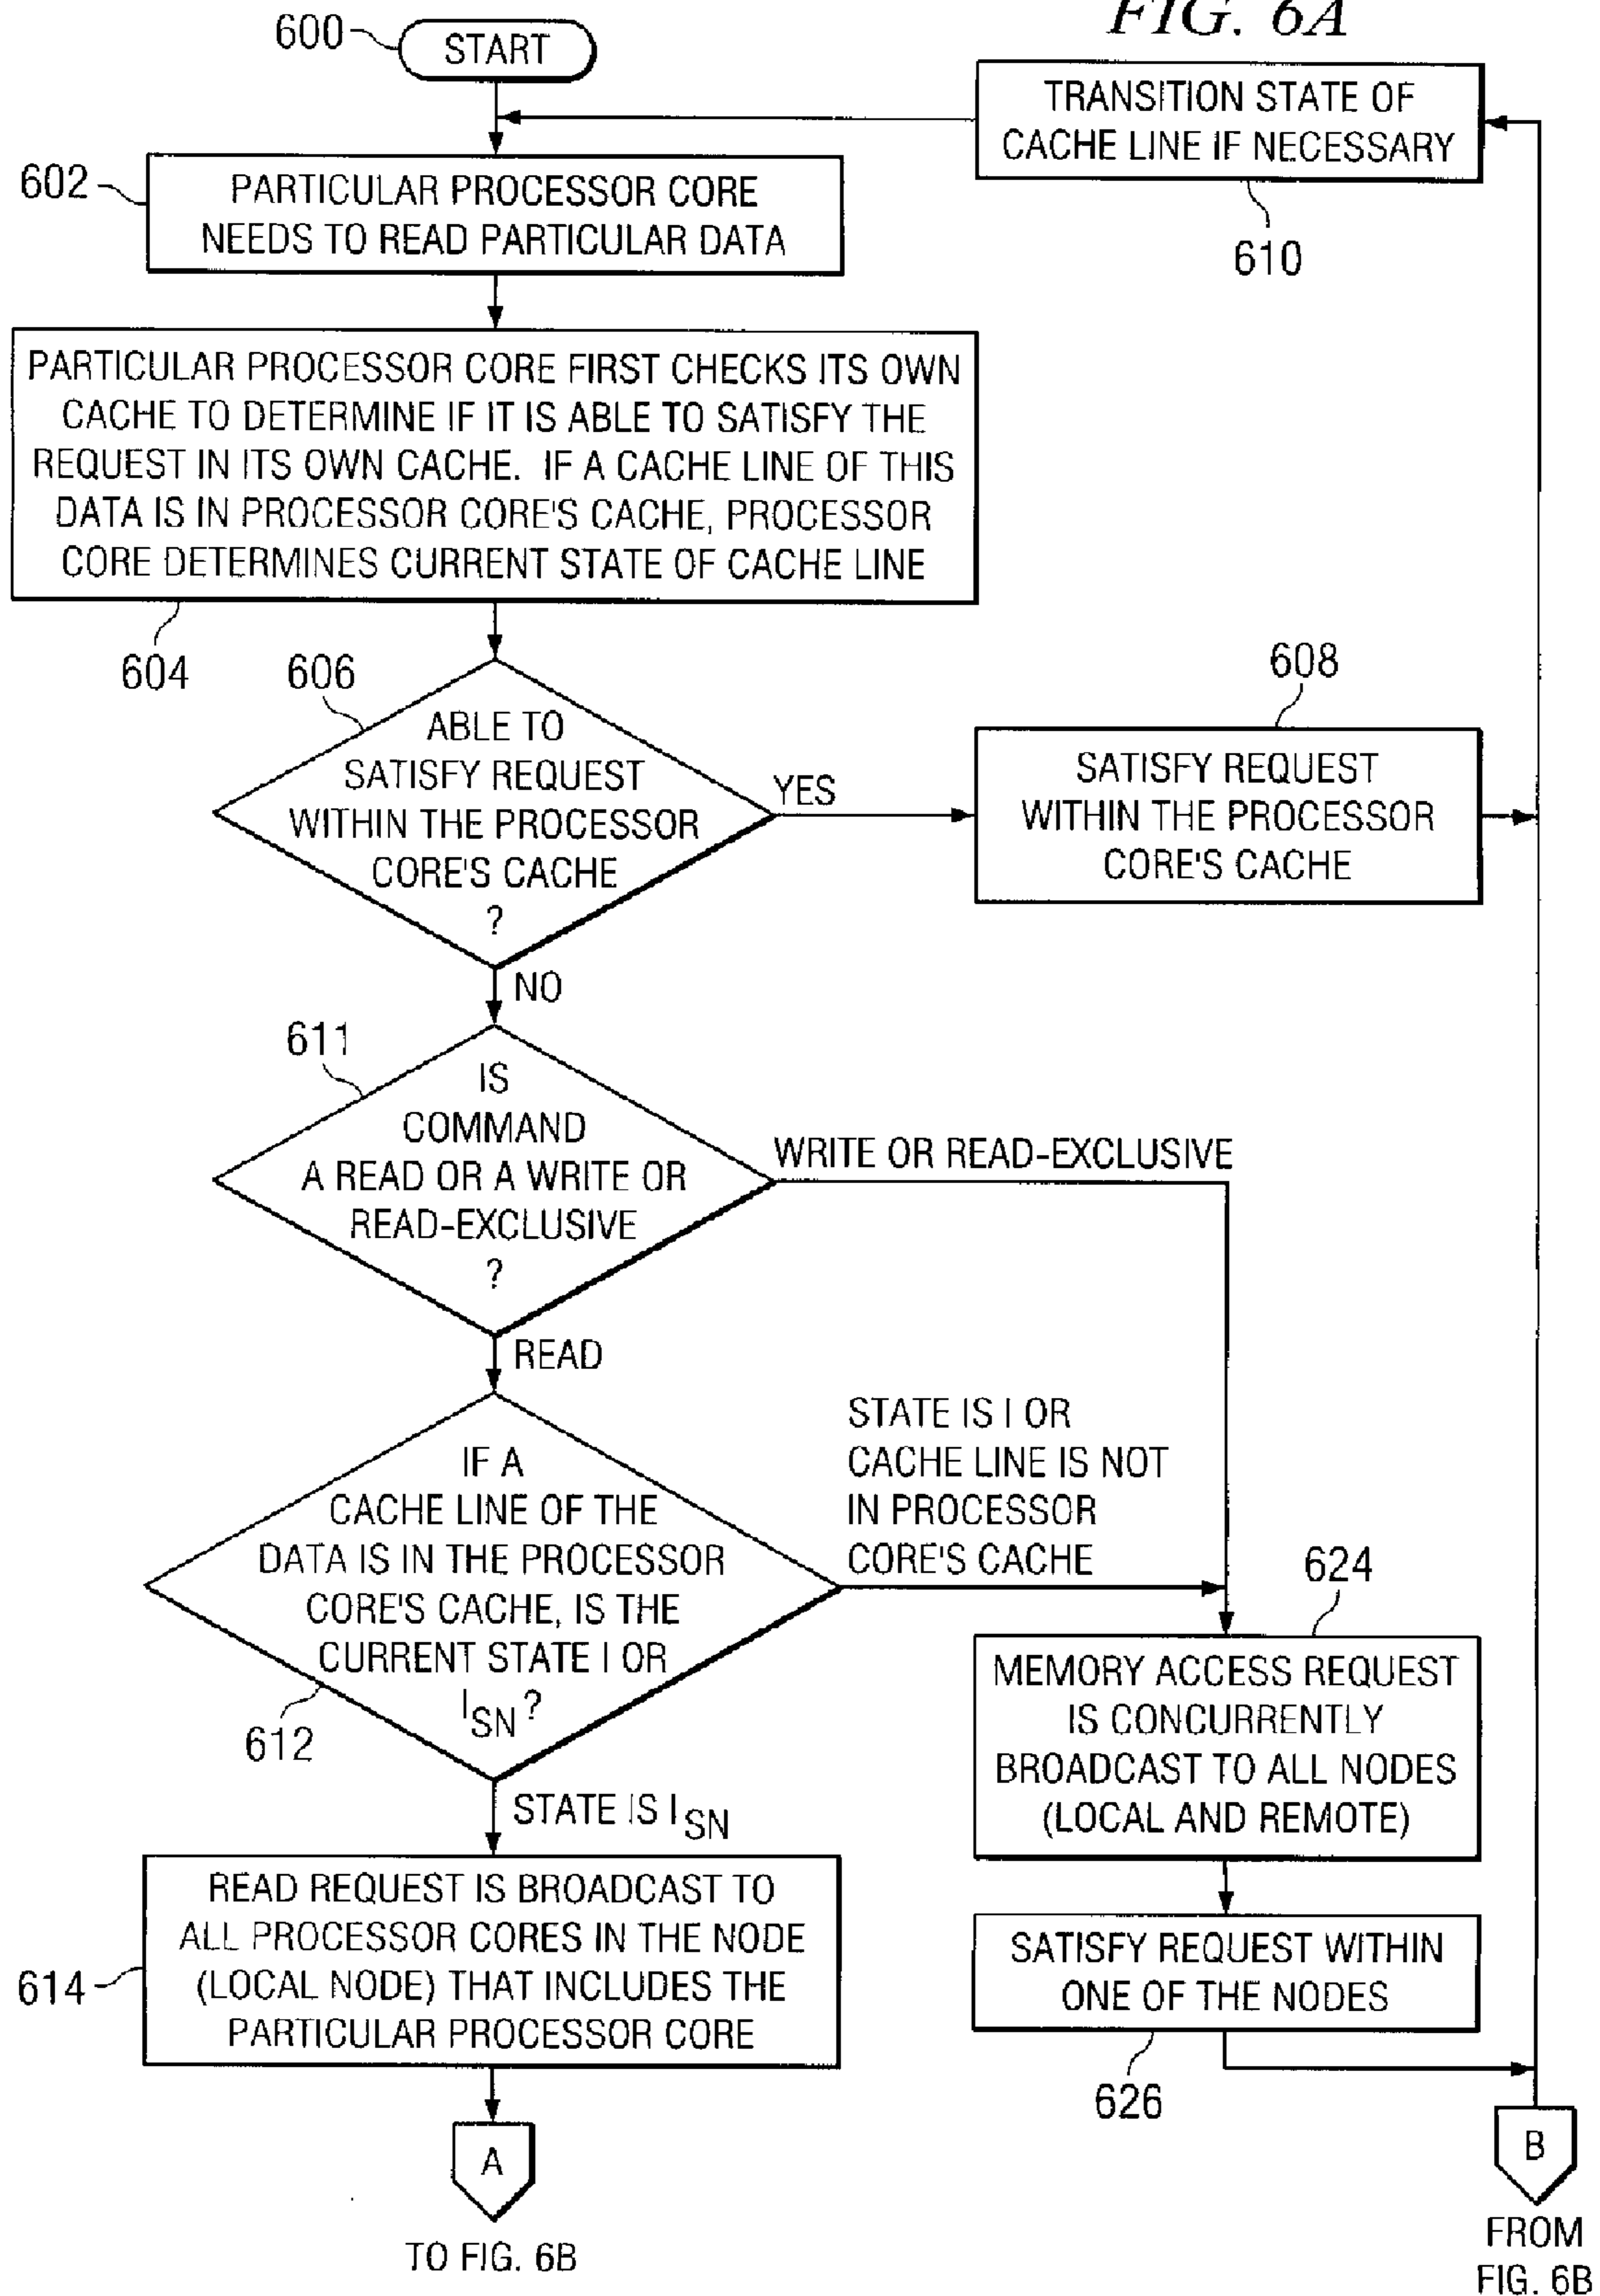 FIG. 6A
600
START
TRANSITION STATE OF
CACHE LINE IF NECESSARY
610
602
PARTICULAR PROCESSOR CORE
NEEDS TO READ PARTICULAR DATA
PARTICULAR PROCESSOR CORE FIRST CHECKS ITS OWN
CACHE TO DETERMINE IF IT IS ABLE TO SATISFY THE
REQUEST IN ITS OWN CACHE. IF A CACHE LINE OF THIS
DATA IS IN PROCESSOR CORE'S CACHE, PROCESSOR
CORE DETERMINES CURRENT STATE OF CACHE LINE
604
606
ABLE TO
SATISFY REQUEST
WITHIN THE PROCESSOR
CORE'S CACHE
?
YES
608
SATISFY REQUEST
WITHIN THE PROCESSOR
CORE'S CACHE
NO
611
IS
COMMAND
A READ OR A WRITE OR
READ-EXCLUSIVE
?
WRITE OR READ-EXCLUSIVE
READ
IF A
CACHE LINE OF THE
DATA IS IN THE PROCESSOR
CORE'S CACHE, IS THE
CURRENT STATE I OR
I_SN ?
612
STATE IS I OR
CACHE LINE IS NOT
IN PROCESSOR
CORE'S CACHE
624
MEMORY ACCESS REQUEST
IS CONCURRENTLY
BROADCAST TO ALL NODES
(LOCAL AND REMOTE)
STATE IS I_SN
614
READ REQUEST IS BROADCAST TO
ALL PROCESSOR CORES IN THE NODE
(LOCAL NODE) THAT INCLUDES THE
PARTICULAR PROCESSOR CORE
SATISFY REQUEST WITHIN
ONE OF THE NODES
626
A
TO FIG. 6B
B
FROM
FIG. 6B